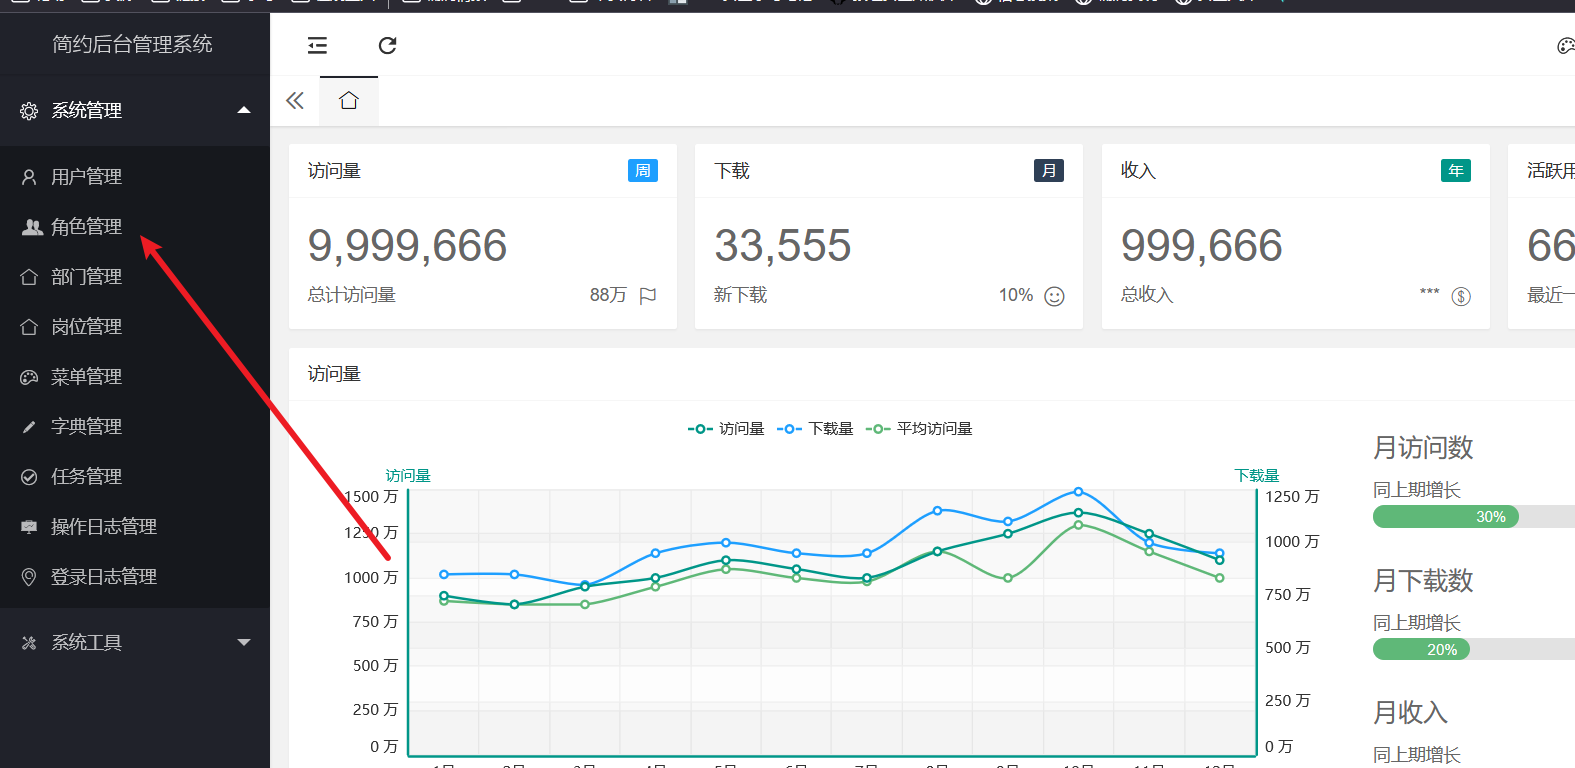 简约后台管理系统
系统管理
用户管理
角色管理
部门管理
岗位管理
菜单管理
字典管理
任务管理
操作日志管理
登录日志管理
系统工具
访问量 周
9,999,666
总计访问量 88万
下载 月
33,555
新下载 10%
收入 年
999,666
总收入 ***
活跃用
66
最近一
访问量
访问量 下载量 平均访问量
访问量
1500 万
1250 万
1000 万
750 万
500 万
250 万
0 万
下载量
1250 万
1000 万
750 万
500 万
250 万
0 万
月访问数
同上期增长
30%
月下载数
同上期增长
20%
月收入
同上期增长